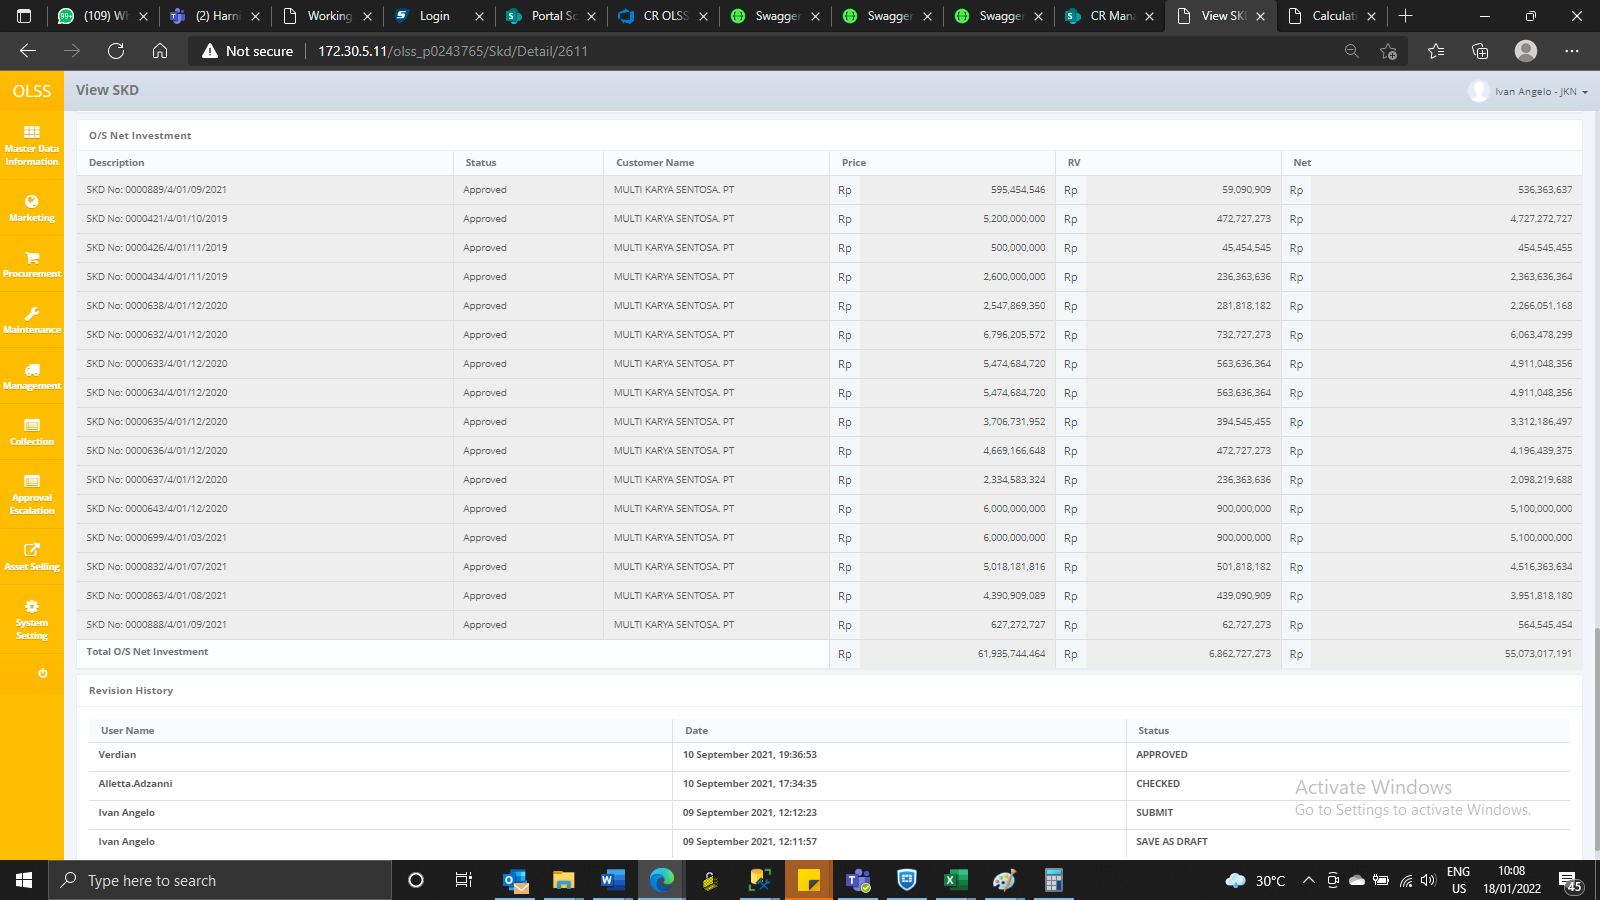 (109) Wh
(2) Harni
Working
Login
Portal Sc
CR OLSS
Swagger
Swagger
Swagger
CR Mana
View SKD
Calculati
Not secure
172.30.5.11/olss_p0243765/Skd/Detail/2611
OLSS
View SKD
Ivan Angelo - JKN
Master Data Information
Marketing
Procurement
Maintenance
Management
Collection
Approval Escalation
Asset Selling
System Setting
O/S Net Investment
Description Status Customer Name Price RV Net
SKD No: 0000889/4/01/09/2021 Approved MULTI KARYA SENTOSA. PT Rp 595,454,546 Rp 59,090,909 Rp 536,363,637
SKD No: 0000421/4/01/10/2019 Approved MULTI KARYA SENTOSA. PT Rp 5,200,000,000 Rp 472,727,273 Rp 4,727,272,727
SKD No: 0000426/4/01/11/2019 Approved MULTI KARYA SENTOSA. PT Rp 500,000,000 Rp 45,454,545 Rp 454,545,455
SKD No: 0000434/4/01/11/2019 Approved MULTI KARYA SENTOSA. PT Rp 2,600,000,000 Rp 236,363,636 Rp 2,363,636,364
SKD No: 0000638/4/01/12/2020 Approved MULTI KARYA SENTOSA. PT Rp 2,547,869,350 Rp 281,818,182 Rp 2,266,051,168
SKD No: 0000632/4/01/12/2020 Approved MULTI KARYA SENTOSA. PT Rp 6,796,205,572 Rp 732,727,273 Rp 6,063,478,299
SKD No: 0000633/4/01/12/2020 Approved MULTI KARYA SENTOSA. PT Rp 5,474,684,720 Rp 563,636,364 Rp 4,911,048,356
SKD No: 0000634/4/01/12/2020 Approved MULTI KARYA SENTOSA. PT Rp 5,474,684,720 Rp 563,636,364 Rp 4,911,048,356
SKD No: 0000635/4/01/12/2020 Approved MULTI KARYA SENTOSA. PT Rp 3,706,731,952 Rp 394,545,455 Rp 3,312,186,497
SKD No: 0000636/4/01/12/2020 Approved MULTI KARYA SENTOSA. PT Rp 4,669,166,648 Rp 472,727,273 Rp 4,196,439,375
SKD No: 0000637/4/01/12/2020 Approved MULTI KARYA SENTOSA. PT Rp 2,334,583,324 Rp 236,363,636 Rp 2,098,219,688
SKD No: 0000643/4/01/12/2020 Approved MULTI KARYA SENTOSA. PT Rp 6,000,000,000 Rp 900,000,000 Rp 5,100,000,000
SKD No: 0000699/4/01/03/2021 Approved MULTI KARYA SENTOSA. PT Rp 6,000,000,000 Rp 900,000,000 Rp 5,100,000,000
SKD No: 0000832/4/01/07/2021 Approved MULTI KARYA SENTOSA. PT Rp 5,018,181,816 Rp 501,818,182 Rp 4,516,363,634
SKD No: 0000863/4/01/08/2021 Approved MULTI KARYA SENTOSA. PT Rp 4,390,909,089 Rp 439,090,909 Rp 3,951,818,180
SKD No: 0000888/4/01/09/2021 Approved MULTI KARYA SENTOSA. PT Rp 627,272,727 Rp 62,727,273 Rp 564,545,454
Total O/S Net Investment Rp 61,935,744,464 Rp 6,862,727,273 Rp 55,073,017,191
Revision History
User Name Date Status
Verdian 10 September 2021, 19:36:53 APPROVED
Alletta.Adzanni 10 September 2021, 17:34:35 CHECKED
Ivan Angelo 09 September 2021, 12:12:23 SUBMIT
Ivan Angelo 09 September 2021, 12:11:57 SAVE AS DRAFT
Activate Windows
Go to Settings to activate Windows.
Type here to search
30°C
ENG
US
10:08
18/01/2022
45